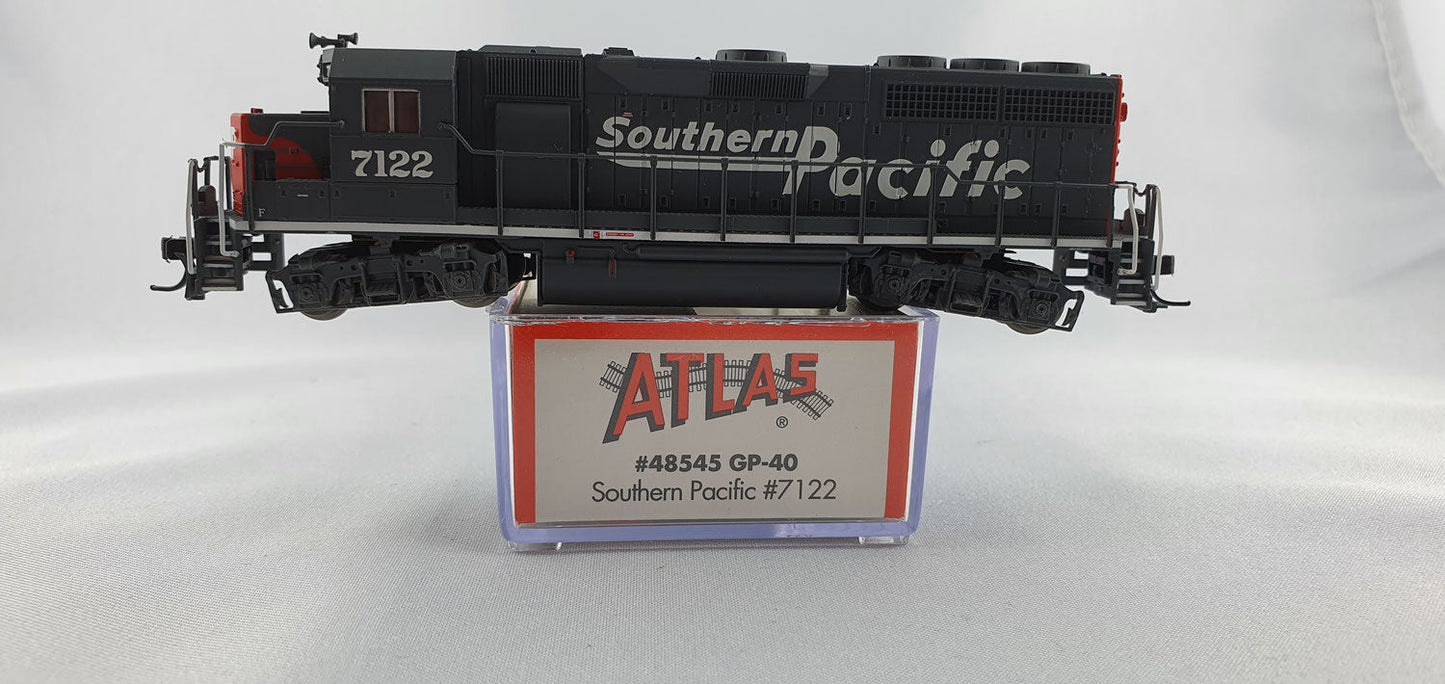 Southern
Pacific
7122
F
ATLAS
®
#48545 GP-40
Southern Pacific #7122